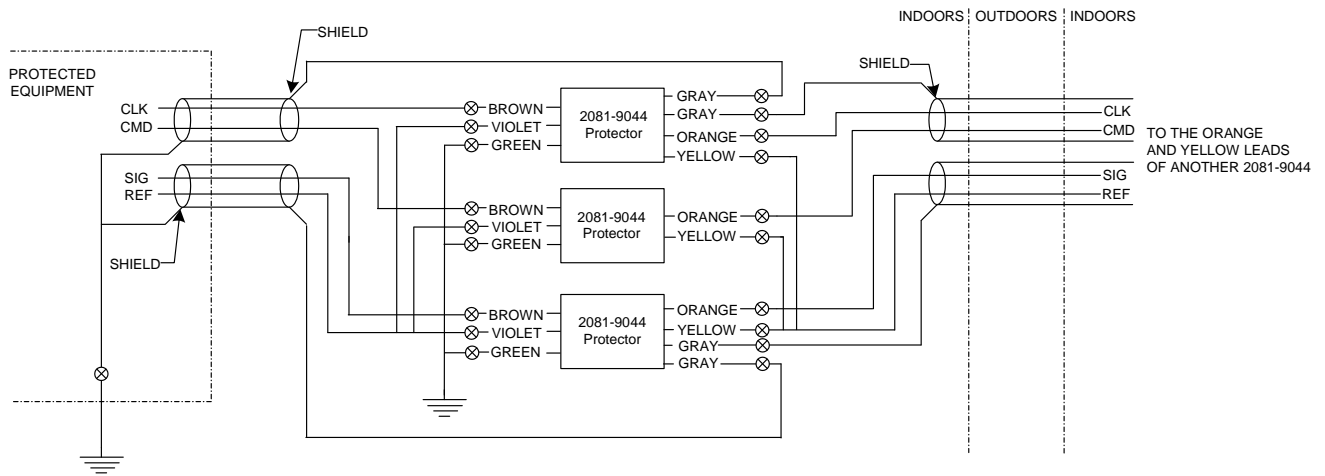 INDOORS
OUTDOORS
INDOORS
SHIELD
PROTECTED
EQUIPMENT
CLK
CMD
SIG
REF
SHIELD
BROWN
VIOLET
GREEN
2081-9044
Protector
GRAY
GRAY
ORANGE
YELLOW
BROWN
VIOLET
GREEN
2081-9044
Protector
ORANGE
YELLOW
BROWN
VIOLET
GREEN
2081-9044
Protector
ORANGE
YELLOW
GRAY
GRAY
SHIELD
CLK
CMD
SIG
REF
TO THE ORANGE
AND YELLOW LEADS
OF ANOTHER 2081-9044